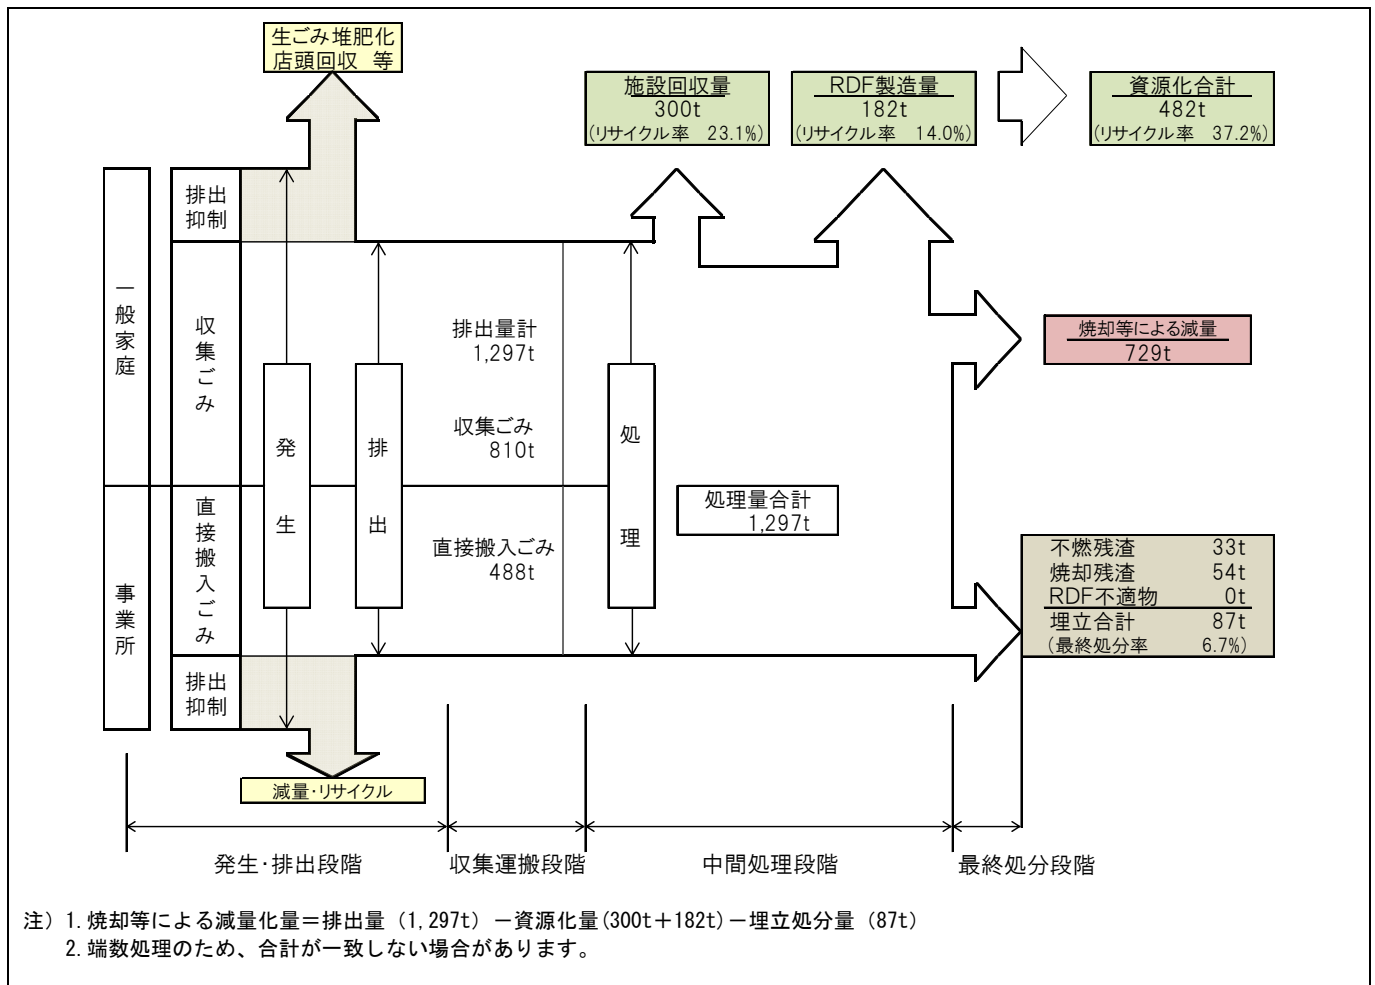 生ごみ堆肥化
店頭回収　等
施設回収量
300t
(リサイクル率　23.1%)
RDF製造量
182t
(リサイクル率　14.0%)
資源化合計
482t
(リサイクル率　37.2%)
一般家庭
事業所
排出
抑制
収集ごみ
直接搬入ごみ
排出
抑制
発生
排出
排出量計
1,297t
収集ごみ
810t
直接搬入ごみ
488t
処理
処理量合計
1,297t
焼却等による減量
729t
不燃残渣　33t
焼却残渣　54t
RDF不適物　0t
埋立合計　87t
(最終処分率　6.7%)
減量・リサイクル
発生・排出段階
収集運搬段階
中間処理段階
最終処分段階
注）1.焼却等による減量化量＝排出量（1,297t）－資源化量(300t＋182t)－埋立処分量（87t）
2.端数処理のため、合計が一致しない場合があります。